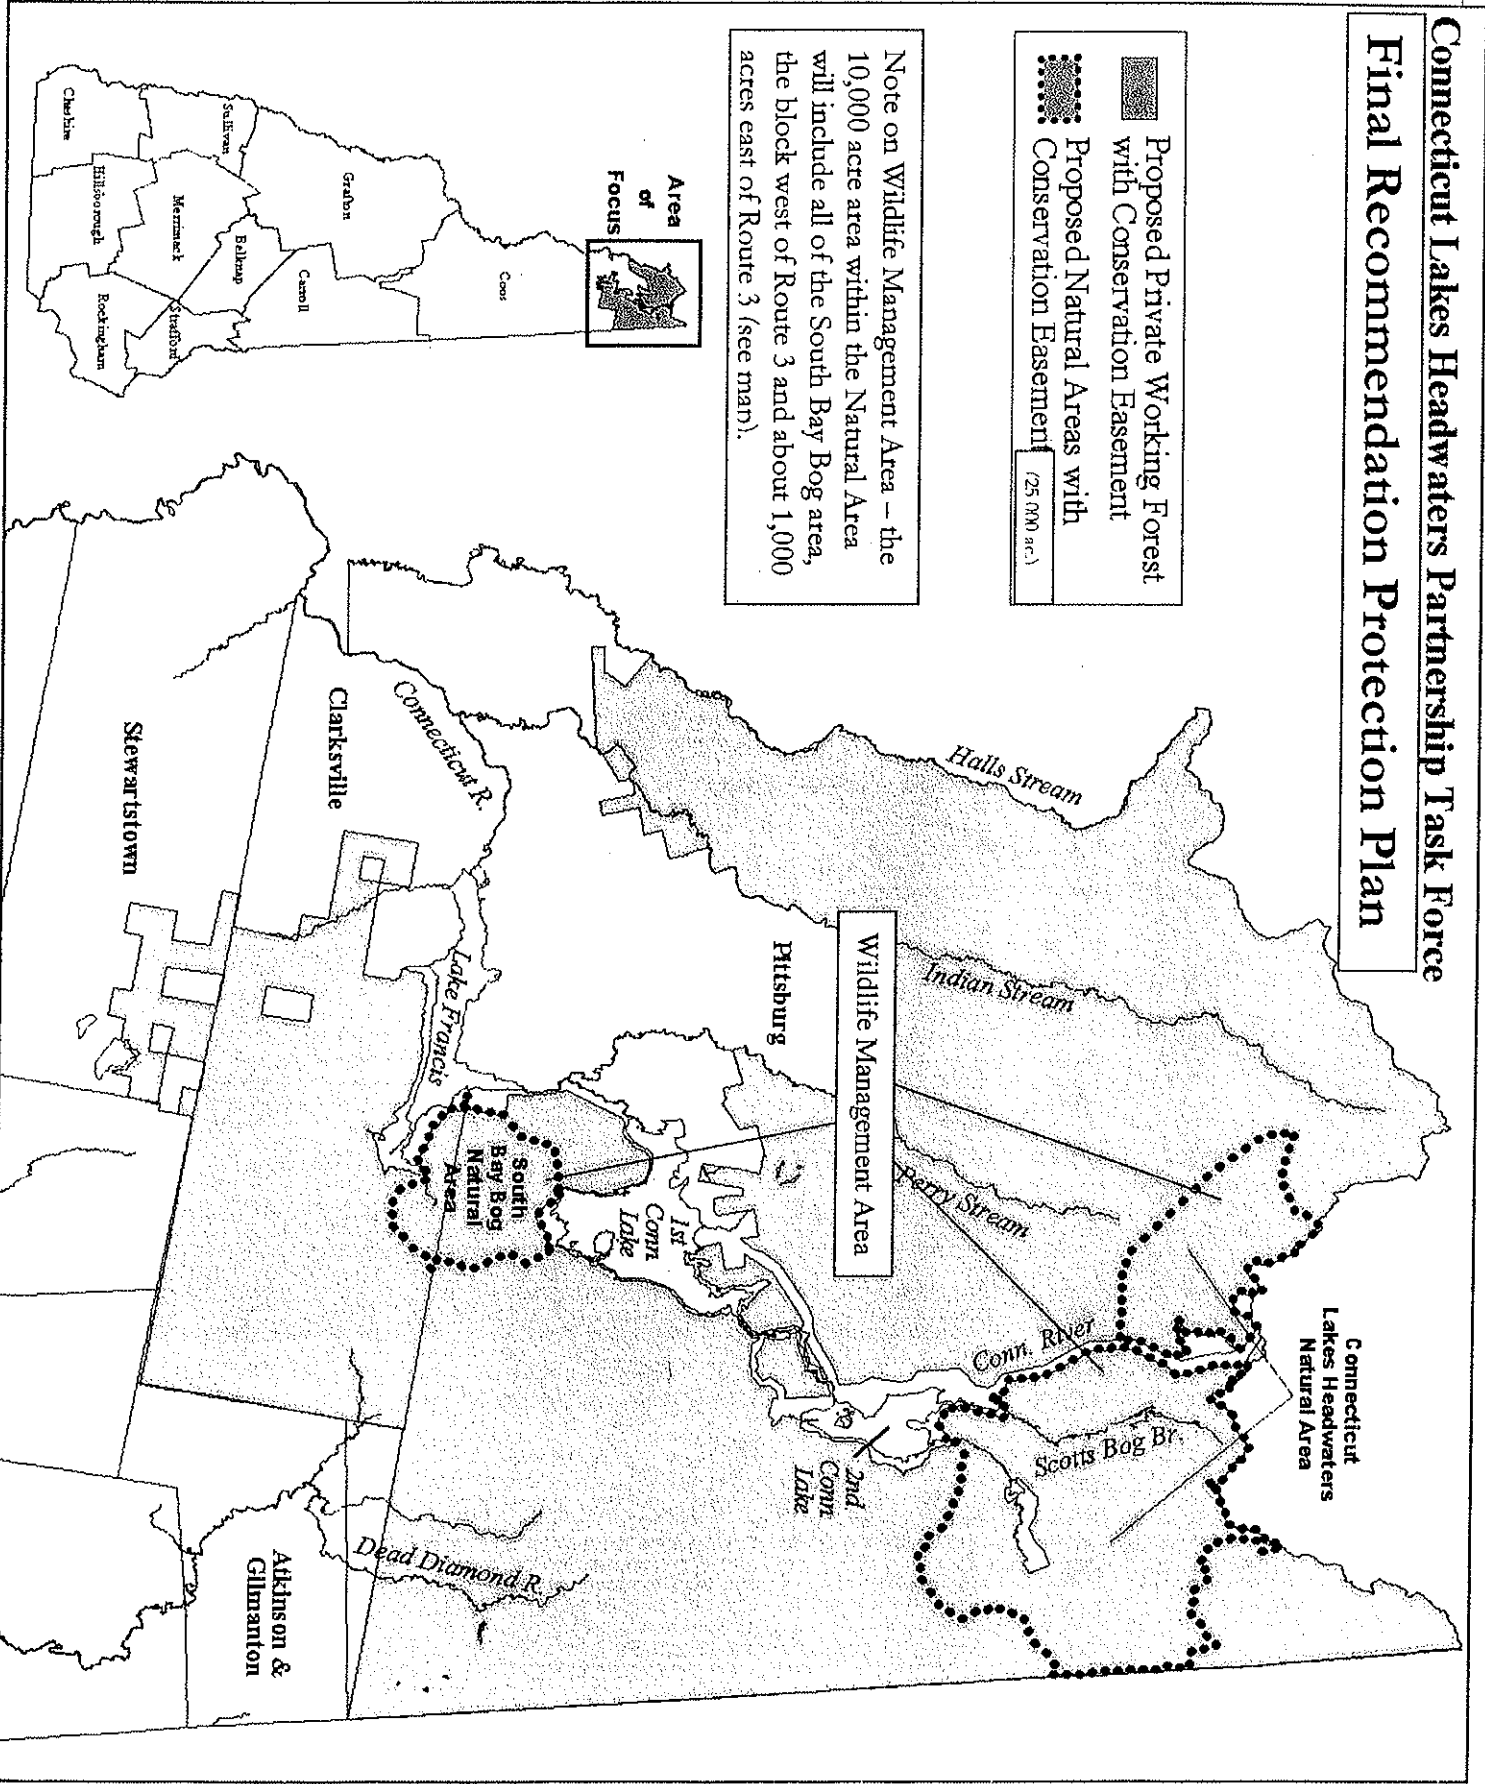 Connecticut Lakes Headwaters Partnership Task Force
Final Recommendation Protection Plan
Proposed Private Working Forest
with Conservation Easement
Proposed Natural Areas with
Conservation Easement
(25 000 ac.)
Note on Wildlife Management Area – the
10,000 acre area within the Natural Area
will include all of the South Bay Bog area,
the block west of Route 3 and about 1,000
acres east of Route 3 (see map).
Area
of
Focus
Coos
Grafton
Carroll
Belknap
Sullivan
Merrimack
Strafford
Cheshire
Hillsborough
Rockingham
Halls Stream
Indian Stream
Perry Stream
Connecticut
Lakes Headwaters
Natural Area
Conn. River
Scotts Bog Br.
Wildlife Management Area
Pittsburg
2nd
Conn
Lake
1st
Conn
Lake
South
Bay Bog
Natural
Area
Lake Francis
Connecticut R.
Clarksville
Stewartstown
Dead Diamond R.
Atkinson &
Gilmanton